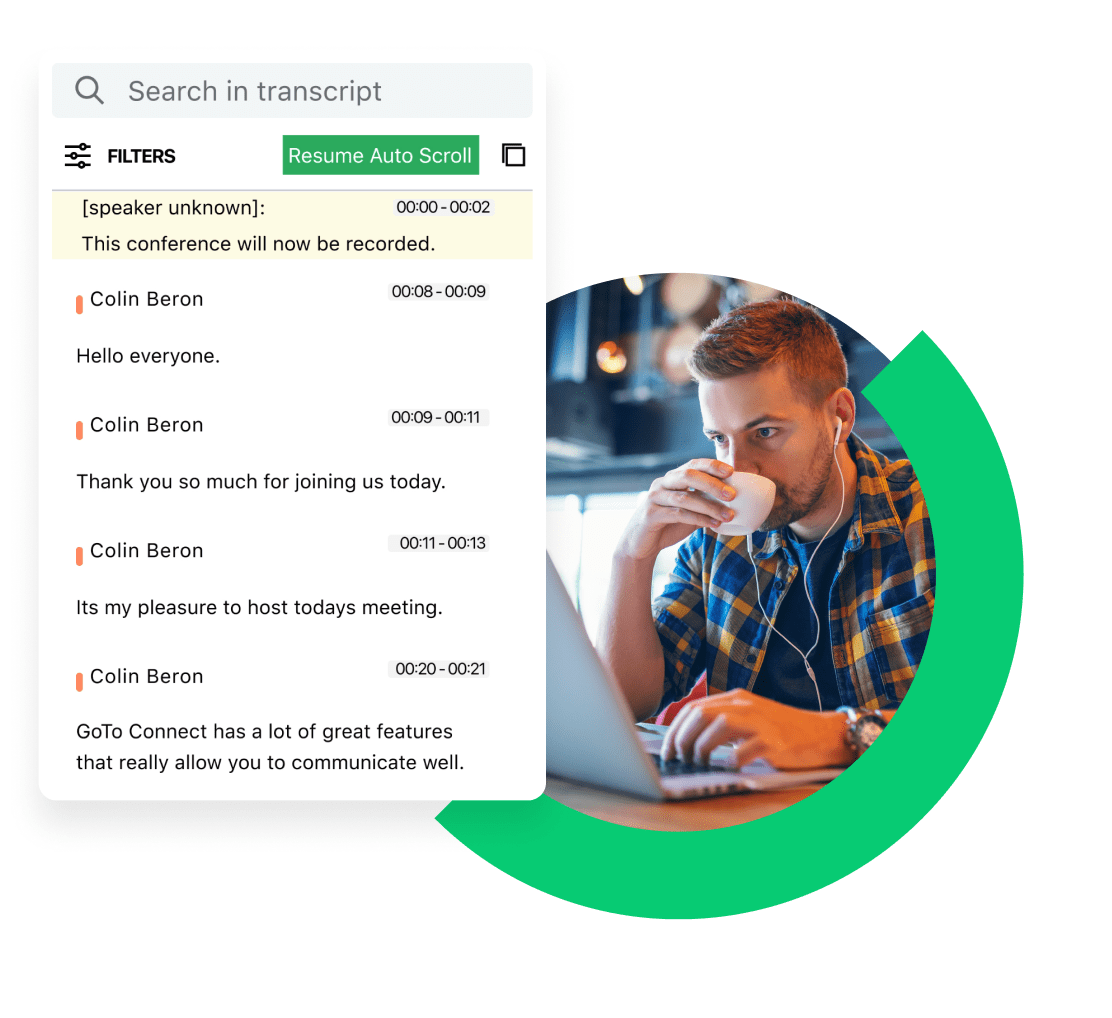 Search in transcript
FILTERS
Resume Auto Scroll
[speaker unknown]:
00:00 - 00:02
This conference will now be recorded.
Colin Beron
00:08 - 00:09
Hello everyone.
Colin Beron
00:09 - 00:11
Thank you so much for joining us today.
Colin Beron
00:11 - 00:13
Its my pleasure to host todays meeting.
Colin Beron
00:20 - 00:21
GoTo Connect has a lot of great features
that really allow you to communicate well.